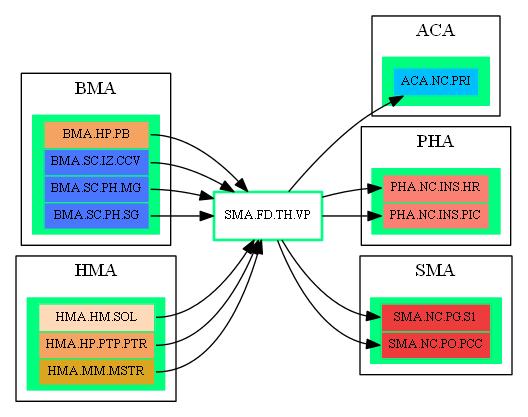 BMA
BMA.HP.PB
BMA.SC.IZ.CCV
BMA.SC.PH.MG
BMA.SC.PH.SG
HMA
HMA.HM.SOL
HMA.HP.PTP.PTR
HMA.MM.MSTR
SMA.FD.TH.VP
ACA
ACA.NC.PRI
PHA
PHA.NC.INS.HR
PHA.NC.INS.PIC
SMA
SMA.NC.PG.S1
SMA.NC.PO.PCC